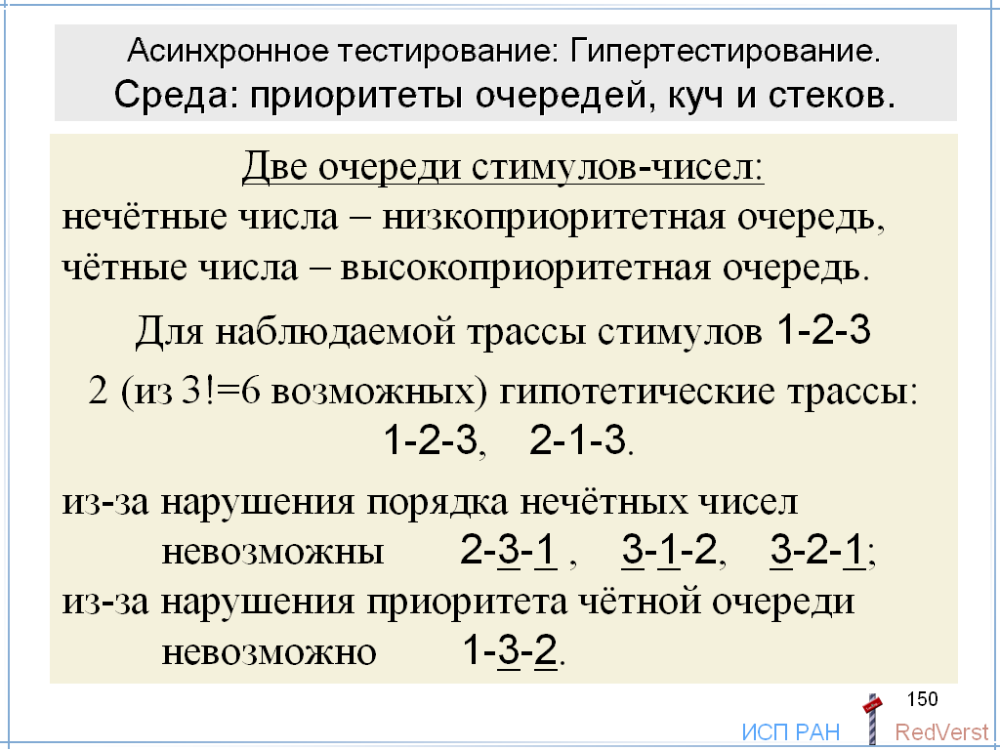 Асинхронное тестирование: Гипертестирование.
Среда: приоритеты очередей, куч и стеков.
Две очереди стимулов-чисел:
нечётные числа – низкоприоритетная очередь,
чётные числа – высокоприоритетная очередь.
Для наблюдаемой трассы стимулов 1-2-3
2 (из 3!=6 возможных) гипотетические трассы:
1-2-3, 2-1-3.
из-за нарушения порядка нечётных чисел
невозможны 2-3-1 , 3-1-2, 3-2-1;
из-за нарушения приоритета чётной очереди
невозможно 1-3-2.
150
ИСП РАН RedVerst